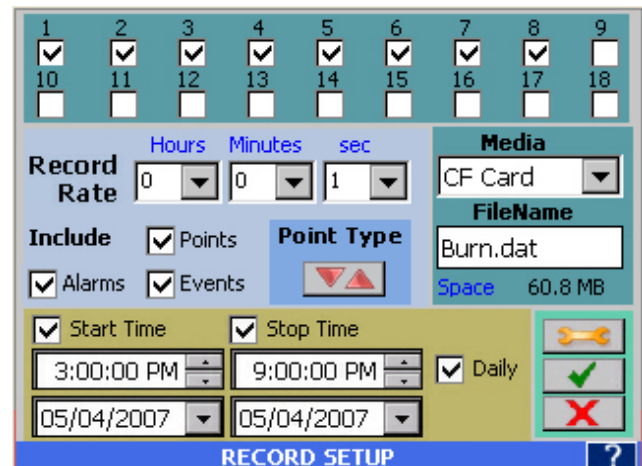 1 2 3 4 5 6 7 8 9
10 11 12 13 14 15 16 17 18
Hours Minutes sec
Record Rate
0 0 1
Include
Points
Alarms
Events
Point Type
Media
CF Card
FileName
Burn.dat
Space 60.8 MB
Start Time
Stop Time
3:00:00 PM
9:00:00 PM
Daily
05/04/2007
05/04/2007
RECORD SETUP
?